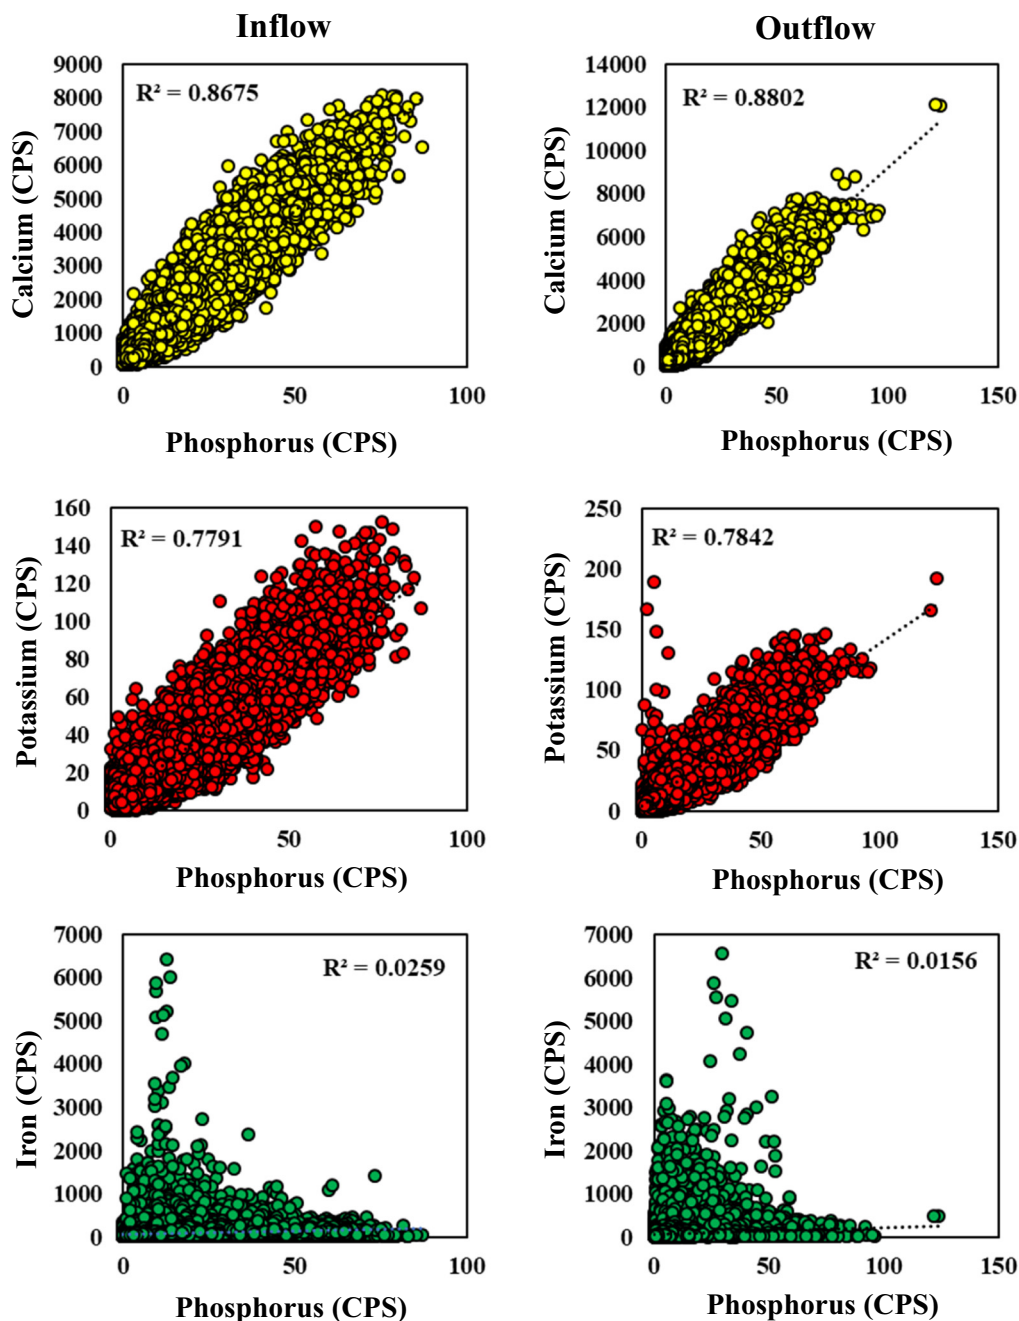 Inflow
Outflow
R² = 0.8675
Calcium (CPS)
9000
8000
7000
6000
5000
4000
3000
2000
1000
0
0 50 100
Phosphorus (CPS)
R² = 0.8802
Calcium (CPS)
14000
12000
10000
8000
6000
4000
2000
0
0 50 100 150
Phosphorus (CPS)
R² = 0.7791
Potassium (CPS)
160
140
120
100
80
60
40
20
0
0 50 100
Phosphorus (CPS)
R² = 0.7842
Potassium (CPS)
250
200
150
100
50
0
0 50 100 150
Phosphorus (CPS)
R² = 0.0259
Iron (CPS)
7000
6000
5000
4000
3000
2000
1000
0
0 50 100
Phosphorus (CPS)
R² = 0.0156
Iron (CPS)
7000
6000
5000
4000
3000
2000
1000
0
0 50 100 150
Phosphorus (CPS)